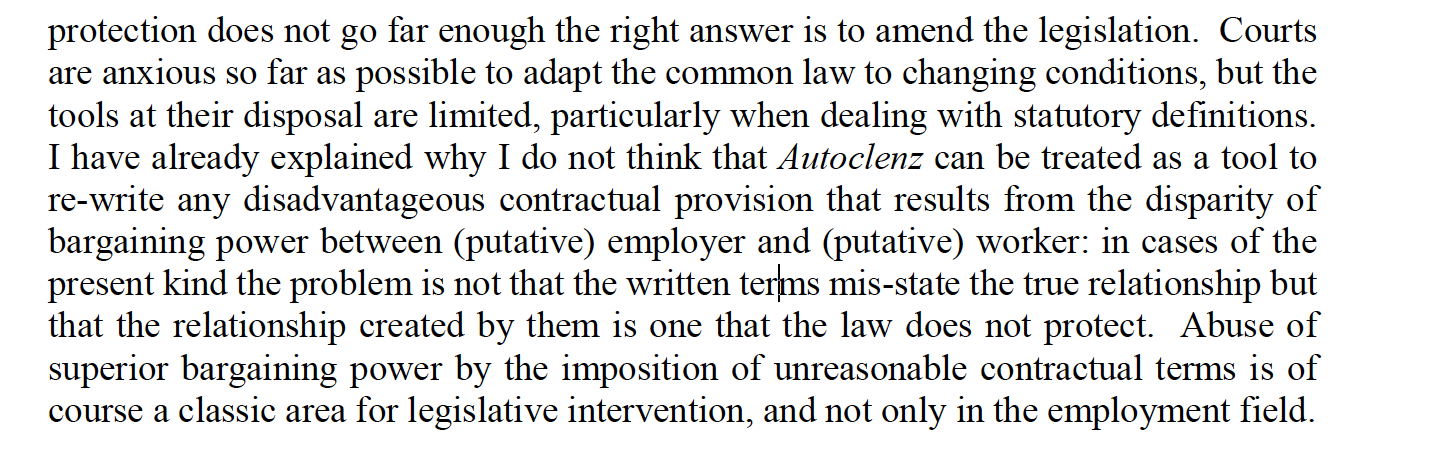 protection does not go far enough the right answer is to amend the legislation.  Courts
are anxious so far as possible to adapt the common law to changing conditions, but the
tools at their disposal are limited, particularly when dealing with statutory definitions.
I have already explained why I do not think that Autoclenz can be treated as a tool to
re-write any disadvantageous contractual provision that results from the disparity of
bargaining power between (putative) employer and (putative) worker: in cases of the
present kind the problem is not that the written terms mis-state the true relationship but
that the relationship created by them is one that the law does not protect.  Abuse of
superior bargaining power by the imposition of unreasonable contractual terms is of
course a classic area for legislative intervention, and not only in the employment field.